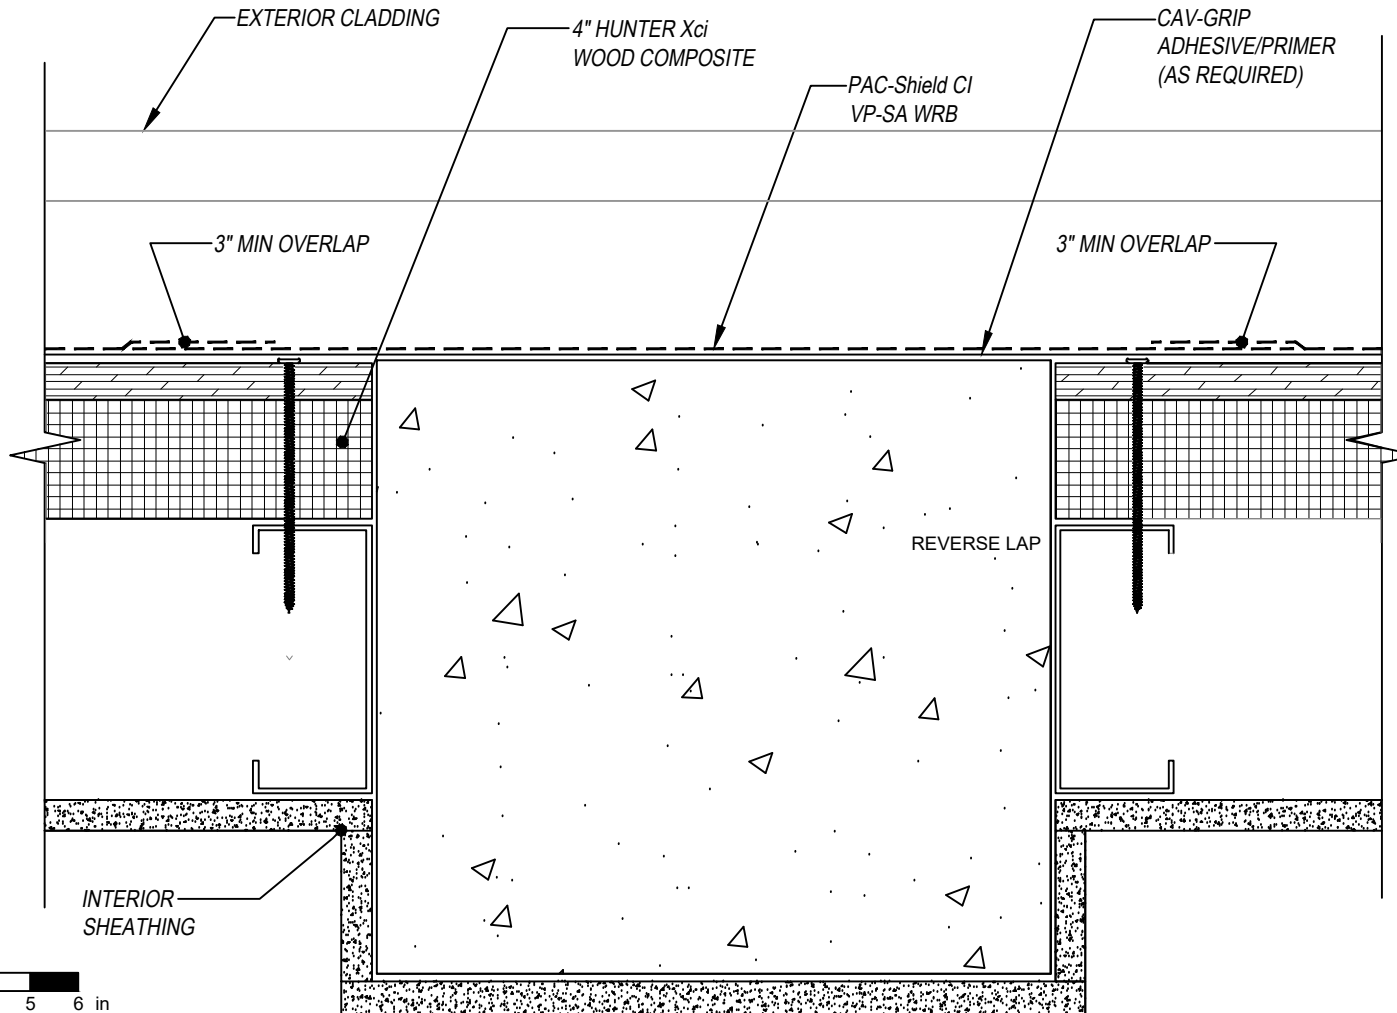 EXTERIOR CLADDING
4" HUNTER Xci
WOOD COMPOSITE
CAV-GRIP
ADHESIVE/PRIMER
(AS REQUIRED)
PAC-Shield CI
VP-SA WRB
3" MIN OVERLAP
3" MIN OVERLAP
REVERSE LAP
INTERIOR
SHEATHING
5 6 in